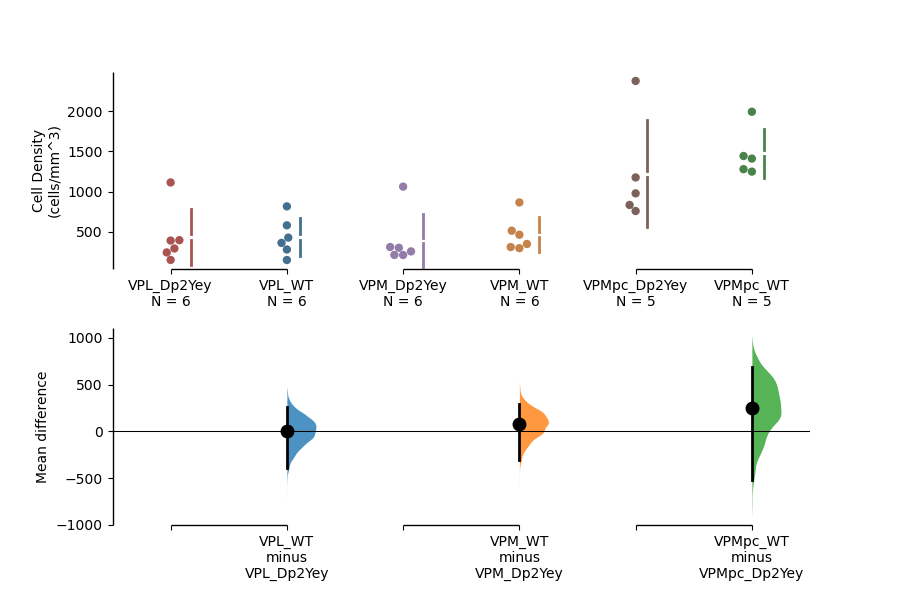 Cell Density
(cells/mm^3)
2000
1500
1000
500
VPL_Dp2Yey
N = 6
VPL_WT
N = 6
VPM_Dp2Yey
N = 6
VPM_WT
N = 6
VPMpc_Dp2Yey
N = 5
VPMpc_WT
N = 5
Mean difference
1000
500
0
−500
−1000
VPL_WT
minus
VPL_Dp2Yey
VPM_WT
minus
VPM_Dp2Yey
VPMpc_WT
minus
VPMpc_Dp2Yey